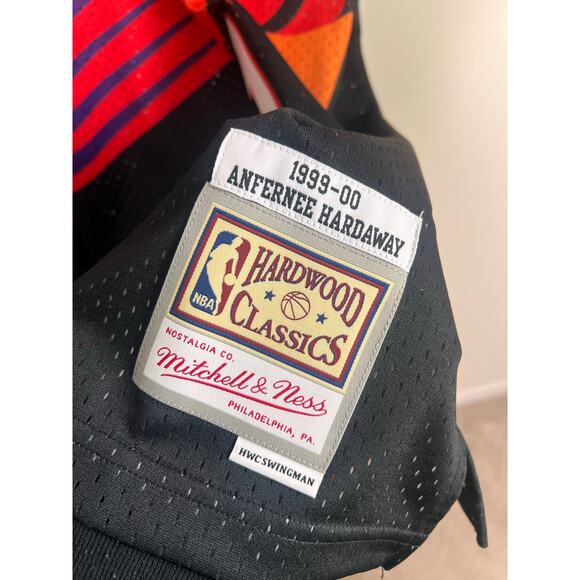 1999-00
ANFERNEE HARDAWAY
NBA
HARDWOOD
CLASSICS
NOSTALGIA CO.
Mitchell & Ness
PHILADELPHIA, PA.
HWC SWINGMAN